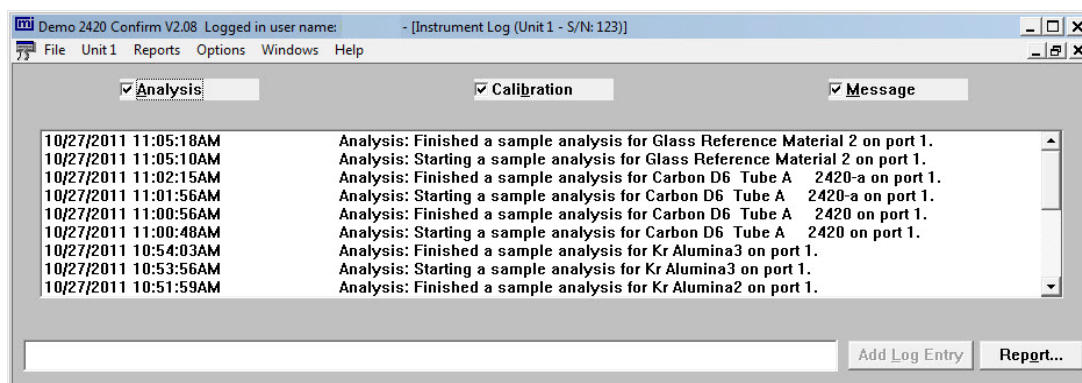 Demo 2420 Confirm V2.08 Logged in user name: - [Instrument Log (Unit 1 - S/N: 123)]
File Unit 1 Reports Options Windows Help
Analysis Calibration Message
10/27/2011 11:05:18AM Analysis: Finished a sample analysis for Glass Reference Material 2 on port 1.
10/27/2011 11:05:10AM Analysis: Starting a sample analysis for Glass Reference Material 2 on port 1.
10/27/2011 11:02:15AM Analysis: Finished a sample analysis for Carbon D6 Tube A 2420-a on port 1.
10/27/2011 11:01:56AM Analysis: Starting a sample analysis for Carbon D6 Tube A 2420-a on port 1.
10/27/2011 11:00:56AM Analysis: Finished a sample analysis for Carbon D6 Tube A 2420 on port 1.
10/27/2011 11:00:48AM Analysis: Starting a sample analysis for Carbon D6 Tube A 2420 on port 1.
10/27/2011 10:54:03AM Analysis: Finished a sample analysis for Kr Alumina3 on port 1.
10/27/2011 10:53:56AM Analysis: Starting a sample analysis for Kr Alumina3 on port 1.
10/27/2011 10:51:59AM Analysis: Finished a sample analysis for Kr Alumina2 on port 1.
Add Log Entry Report...